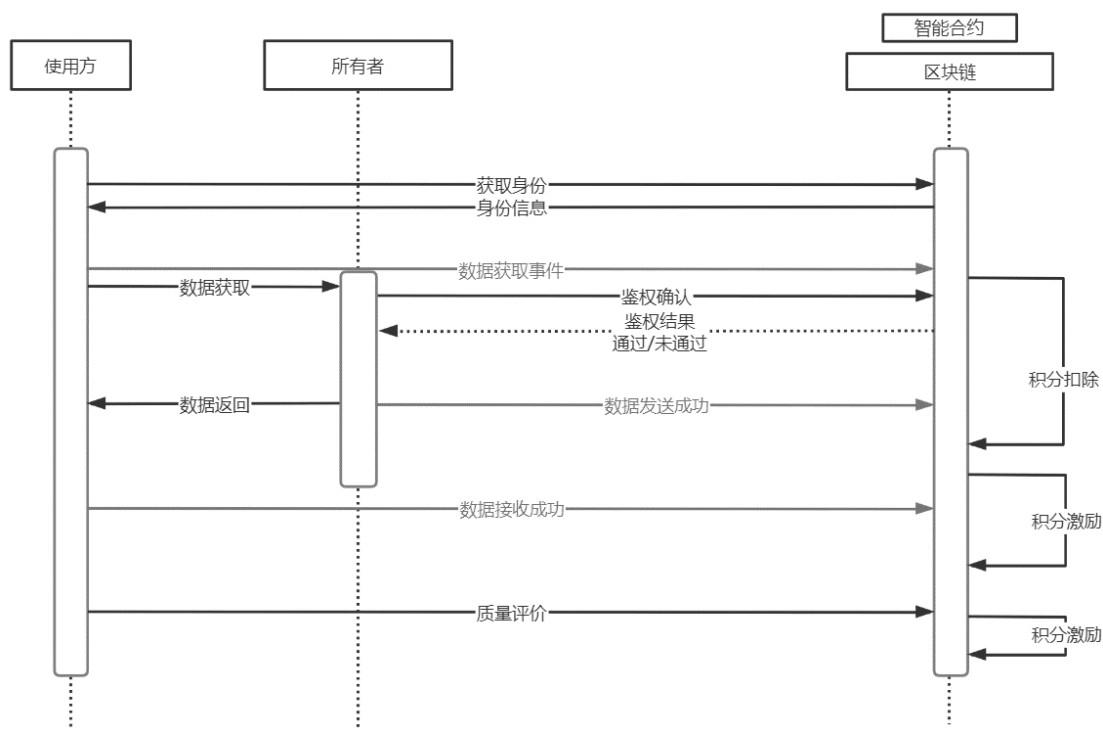 智能合约
使用方
所有者
区块链
获取身份
身份信息
数据获取事件
数据获取
鉴权确认
鉴权结果
通过/未通过
积分扣除
数据返回
数据发送成功
数据接收成功
积分激励
质量评价
积分激励